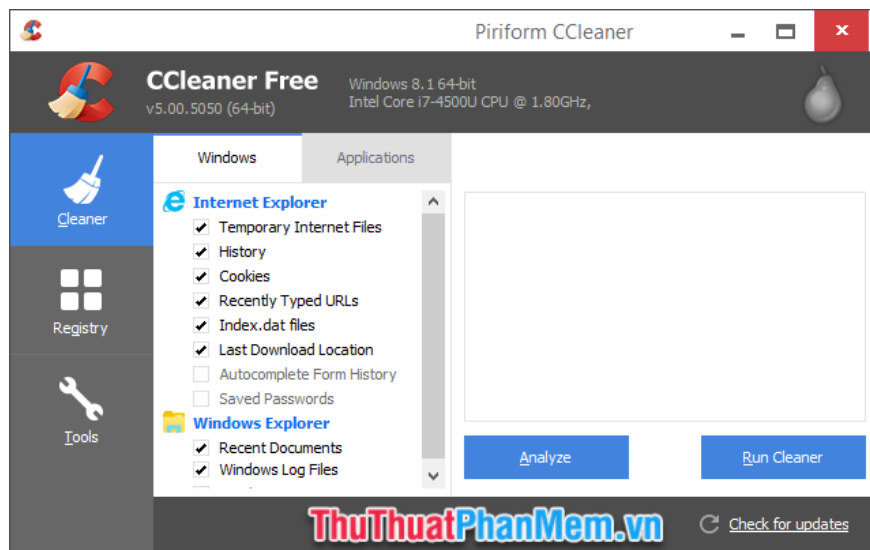 Piriform CCleaner
CCleaner Free
v5.00.5050 (64-bit)
Windows 8.1 64-bit
Intel Core i7-4500U CPU @ 1.80GHz,
Cleaner
Registry
Tools
Windows
Applications
Internet Explorer
Temporary Internet Files
History
Cookies
Recently Typed URLs
Index.dat files
Last Download Location
Autocomplete Form History
Saved Passwords
Windows Explorer
Recent Documents
Windows Log Files
Analyze
Run Cleaner
ThuThuatPhanMem.vn
Check for updates